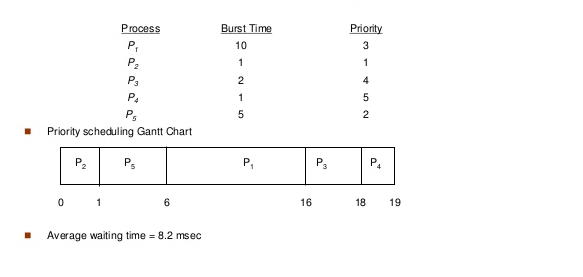 Process Burst Time Priority
P1 10 3
P2 1 1
P3 2 4
P4 1 5
P5 5 2
■ Priority scheduling Gantt Chart
P2 P5 P1 P3 P4
0 1 6 16 18 19
■ Average waiting time = 8.2 msec